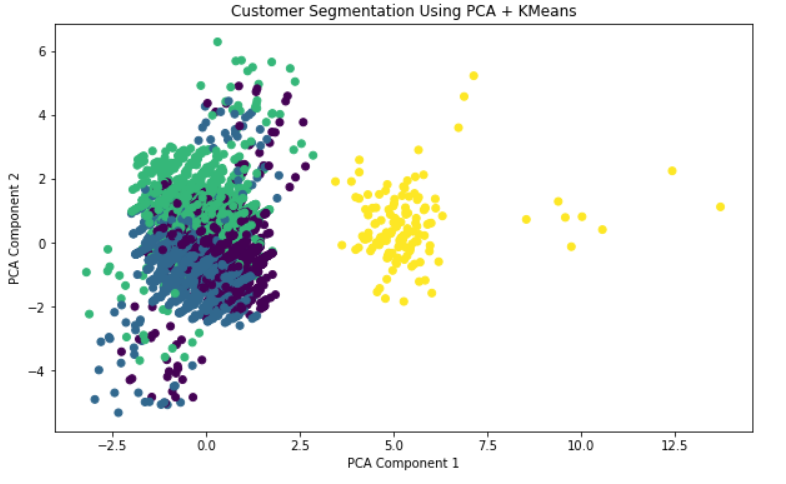 Customer Segmentation Using PCA + KMeans
PCA Component 2
6
4
2
0
−2
−4
−2.5 0.0 2.5 5.0 7.5 10.0 12.5
PCA Component 1